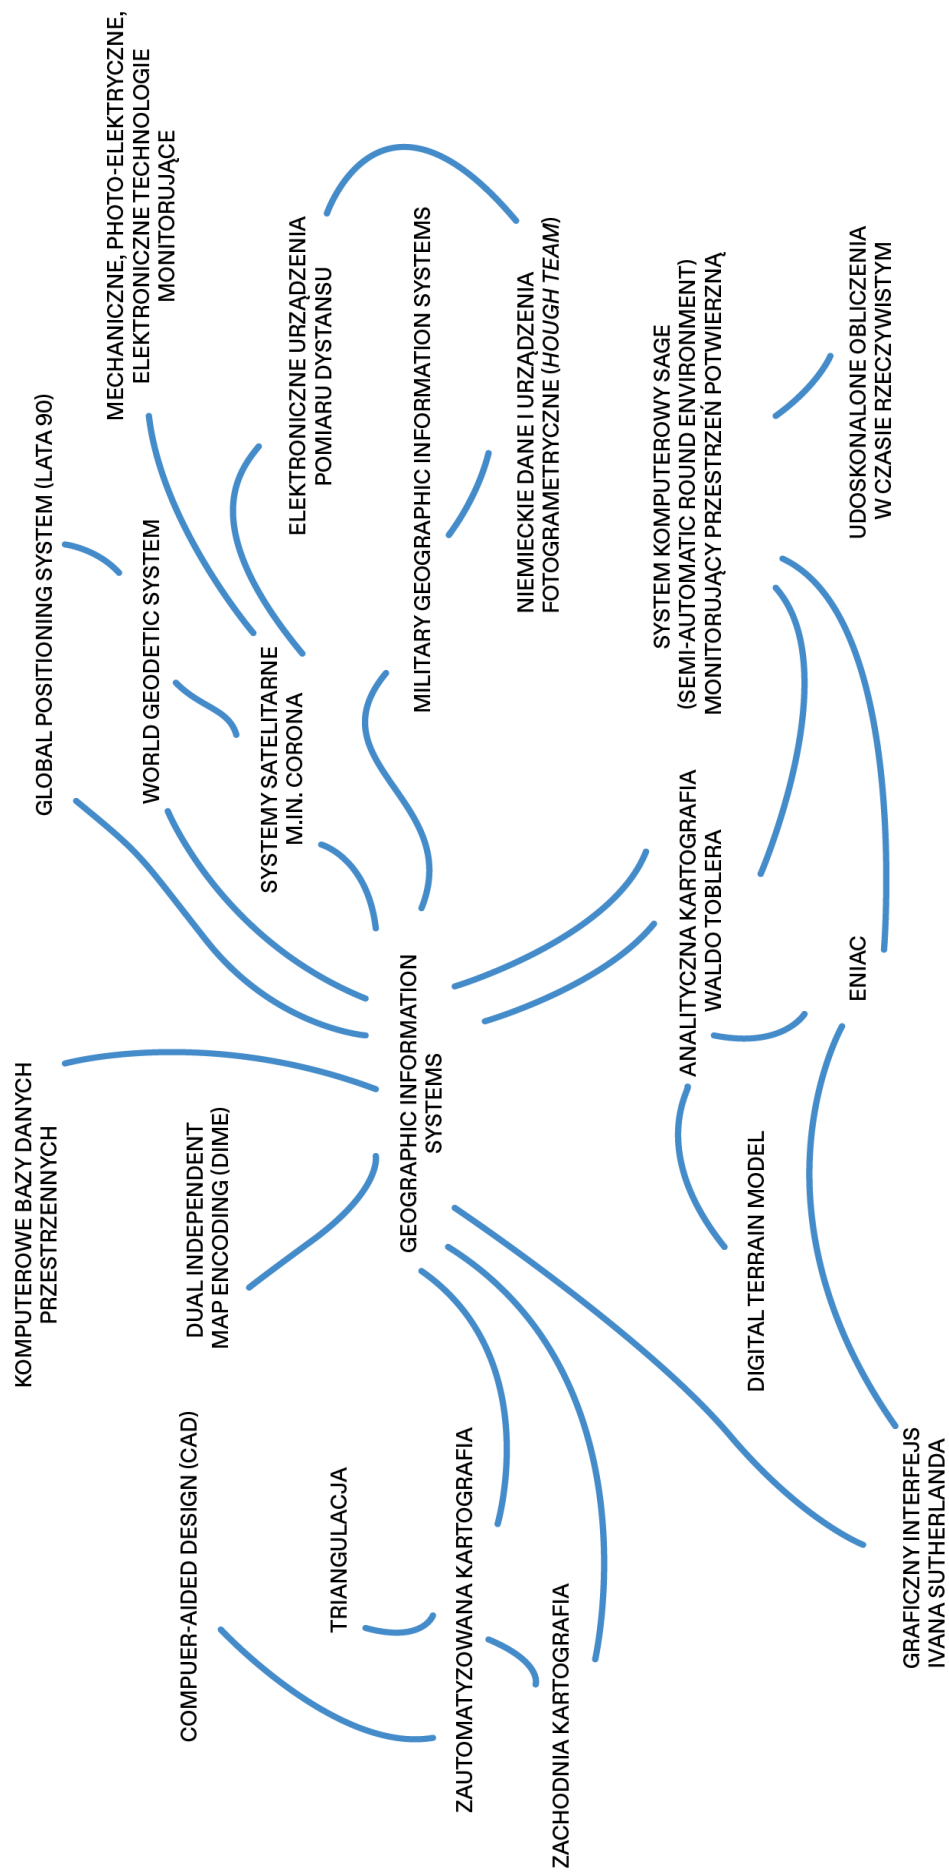 KOMPUTEROWE BAZY DANYCH
PRZESTRZENNYCH
GLOBAL POSITIONING SYSTEM (LATA 90)
MECHANICZNE, PHOTO-ELEKTRYCZNE,
ELEKTRONICZNE TECHNOLOGIE
MONITORUJĄCE
WORLD GEODETIC SYSTEM
COMPUER-AIDED DESIGN (CAD)
DUAL INDEPENDENT
MAP ENCODING (DIME)
SYSTEMY SATELITARNE
M.IN. CORONA
ELEKTRONICZNE URZĄDZENIA
POMIARU DYSTANSU
TRIANGULACJA
GEOGRAPHIC INFORMATION
SYSTEMS
MILITARY GEOGRAPHIC INFORMATION SYSTEMS
ZAUTOMATYZOWANA KARTOGRAFIA
NIEMIECKIE DANE I URZĄDZENIA
FOTOGRAMETRYCZNE (HOUGH TEAM)
ZACHODNIA KARTOGRAFIA
SYSTEM KOMPUTEROWY SAGE
(SEMI-AUTOMATIC ROUND ENVIRONMENT)
MONITORUJĄCY PRZESTRZEŃ POTWIERZNĄ
ANALITYCZNA KARTOGRAFIA
WALDO TOBLERA
DIGITAL TERRAIN MODEL
ENIAC
UDOSKONALONE OBLICZENIA
W CZASIE RZECZYWISTYM
GRAFICZNY INTERFEJS
IVANA SUTHERLANDA